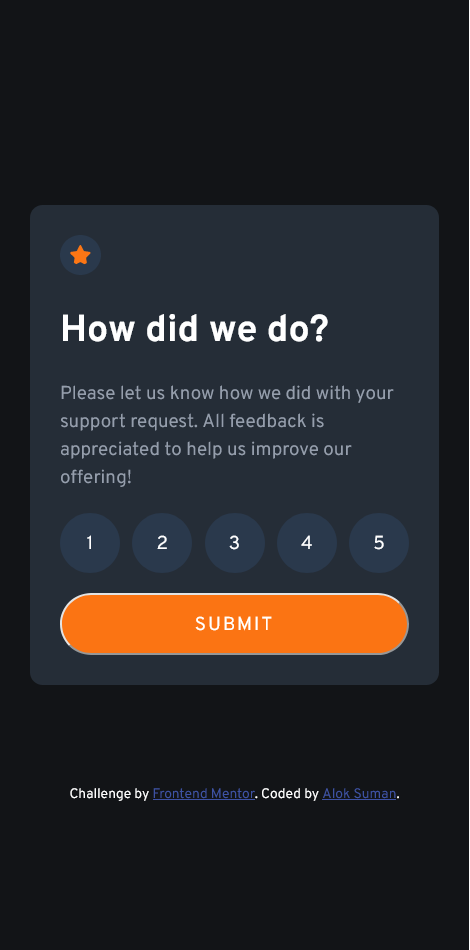 How did we do?
Please let us know how we did with your
support request. All feedback is
appreciated to help us improve our
offering!
1 2 3 4 5
SUBMIT
Challenge by Frontend Mentor. Coded by Alok Suman.